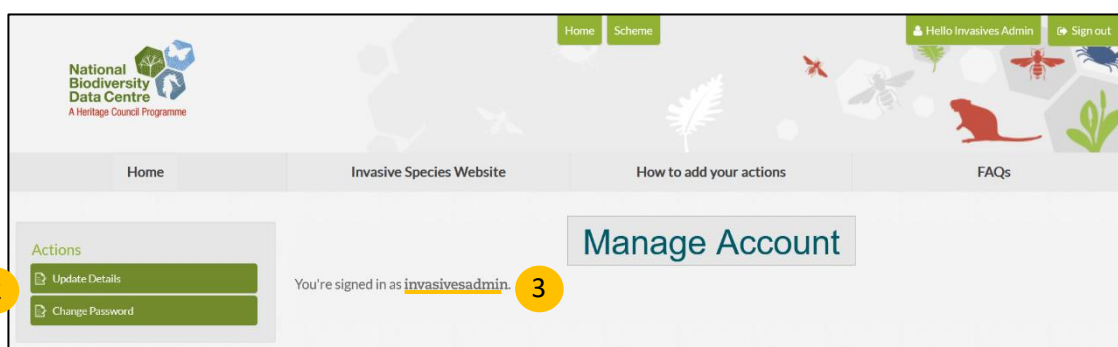 Home Scheme Hello Invasives Admin Sign out
National
Biodiversity
Data Centre
A Heritage Council Programme
Home Invasive Species Website How to add your actions FAQs
Manage Account
Actions
Update Details
You're signed in as invasivesadmin. 3
Change Password